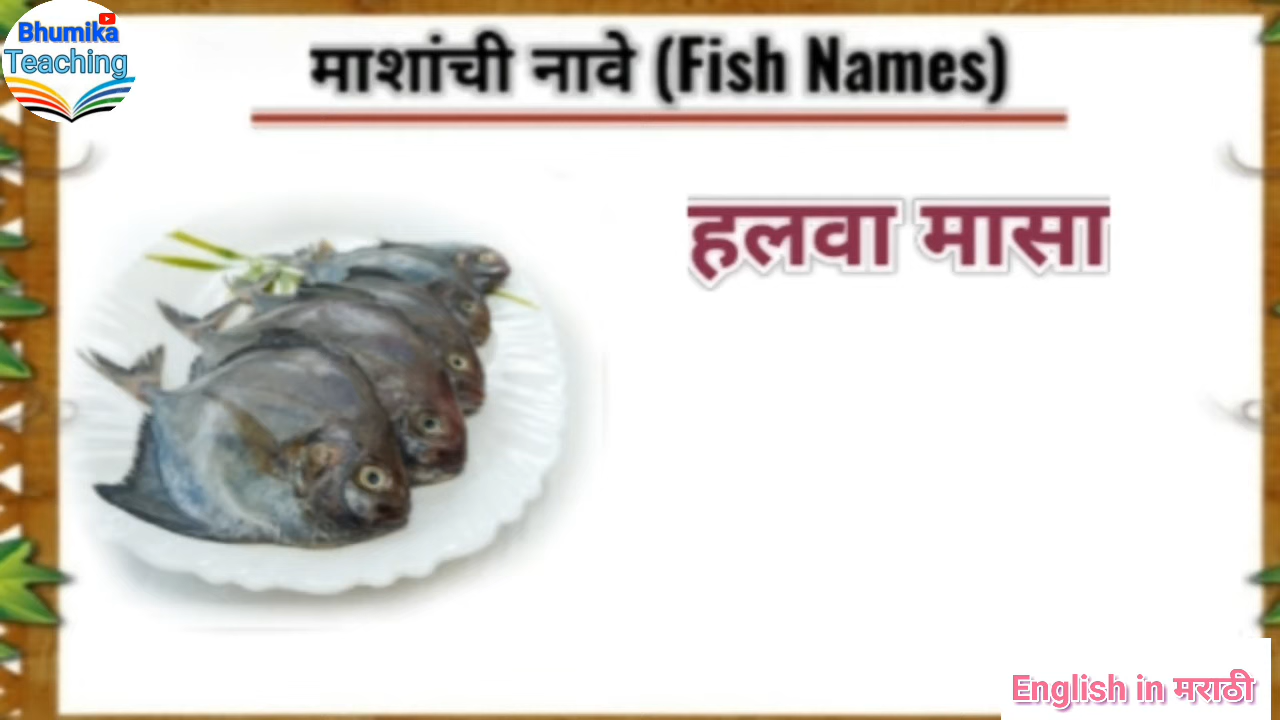 Bhumika
Teaching
माशांची नावे (Fish Names)
हलवा मासा
English in मराठी